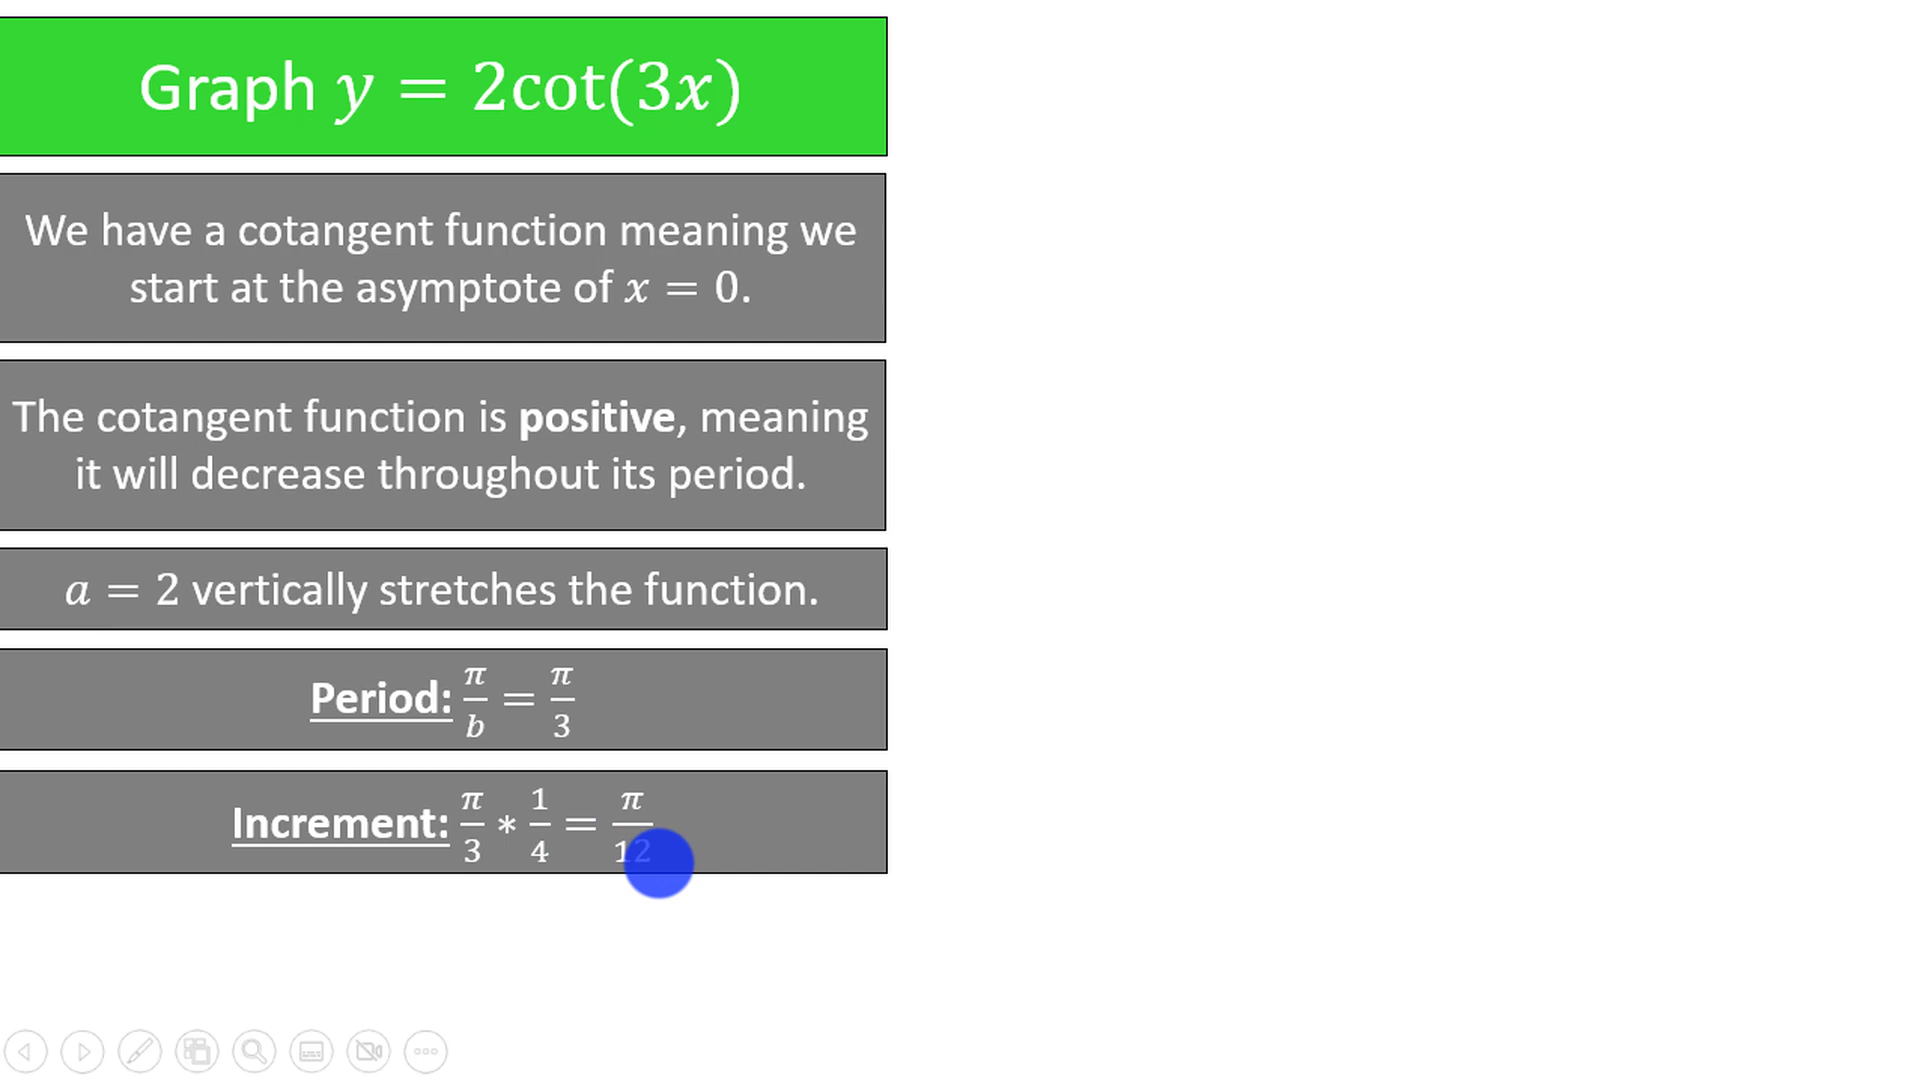 Graph y = 2cot(3x)
We have a cotangent function meaning we
start at the asymptote of x = 0.
The cotangent function is positive, meaning
it will decrease throughout its period.
a = 2 vertically stretches the function.
Period: π/b = π/3
Increment: π/3 * 1/4 = π/12